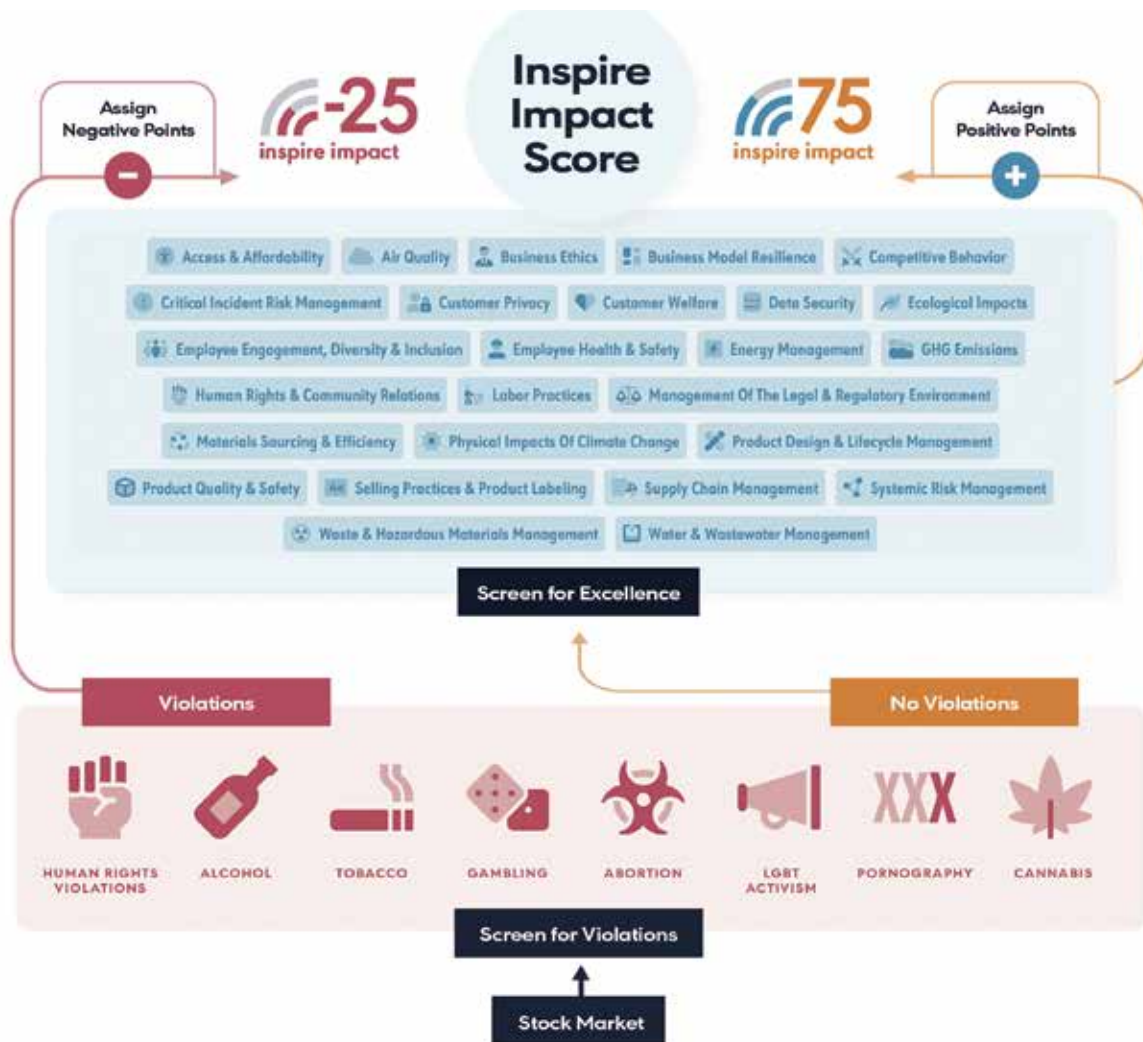 Inspire
Impact
Score
Assign
Negative Points
-25
inspire impact
75
inspire impact
Assign
Positive Points
Access & Affordability
Air Quality
Business Ethics
Business Model Resilience
Competitive Behavior
Critical Incident Risk Management
Customer Privacy
Customer Welfare
Data Security
Ecological Impacts
Employee Engagement, Diversity & Inclusion
Employee Health & Safety
Energy Management
GHG Emissions
Human Rights & Community Relations
Labor Practices
Management Of The Legal & Regulatory Environment
Materials Sourcing & Efficiency
Physical Impacts Of Climate Change
Product Design & Lifecycle Management
Product Quality & Safety
Selling Practices & Product Labeling
Supply Chain Management
Systemic Risk Management
Waste & Hazardous Materials Management
Water & Wastewater Management
Screen for Excellence
Violations
No Violations
XXX
HUMAN RIGHTS
VIOLATIONS
ALCOHOL
TOBACCO
GAMBLING
ABORTION
LGBT
ACTIVISM
PORNOGRAPHY
CANNABIS
Screen for Violations
Stock Market